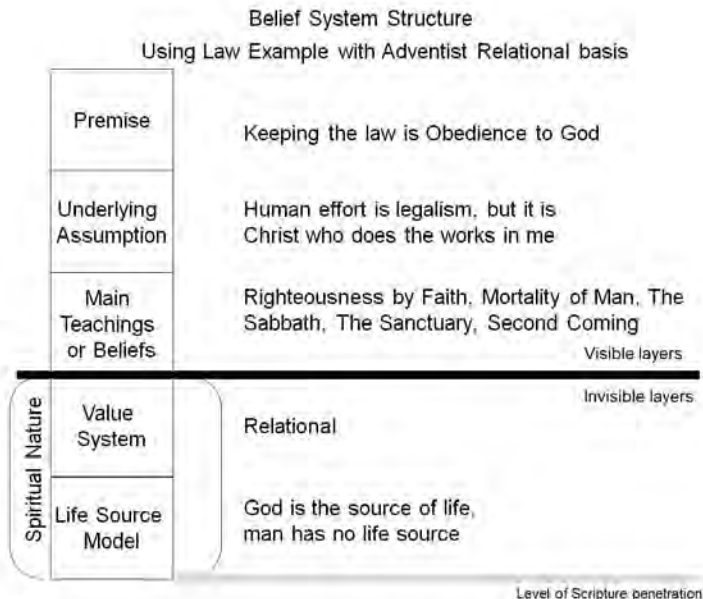 Belief System Structure
Using Law Example with Adventist Relational basis
Premise
Keeping the law is Obedience to God
Underlying
Assumption
Human effort is legalism, but it is
Christ who does the works in me
Main
Teachings
or Beliefs
Righteousness by Faith, Mortality of Man, The
Sabbath, The Sanctuary, Second Coming
Visible layers
Invisible layers
Spiritual Nature
Value
System
Relational
Life Source
Model
God is the source of life,
man has no life source
Level of Scripture penetration